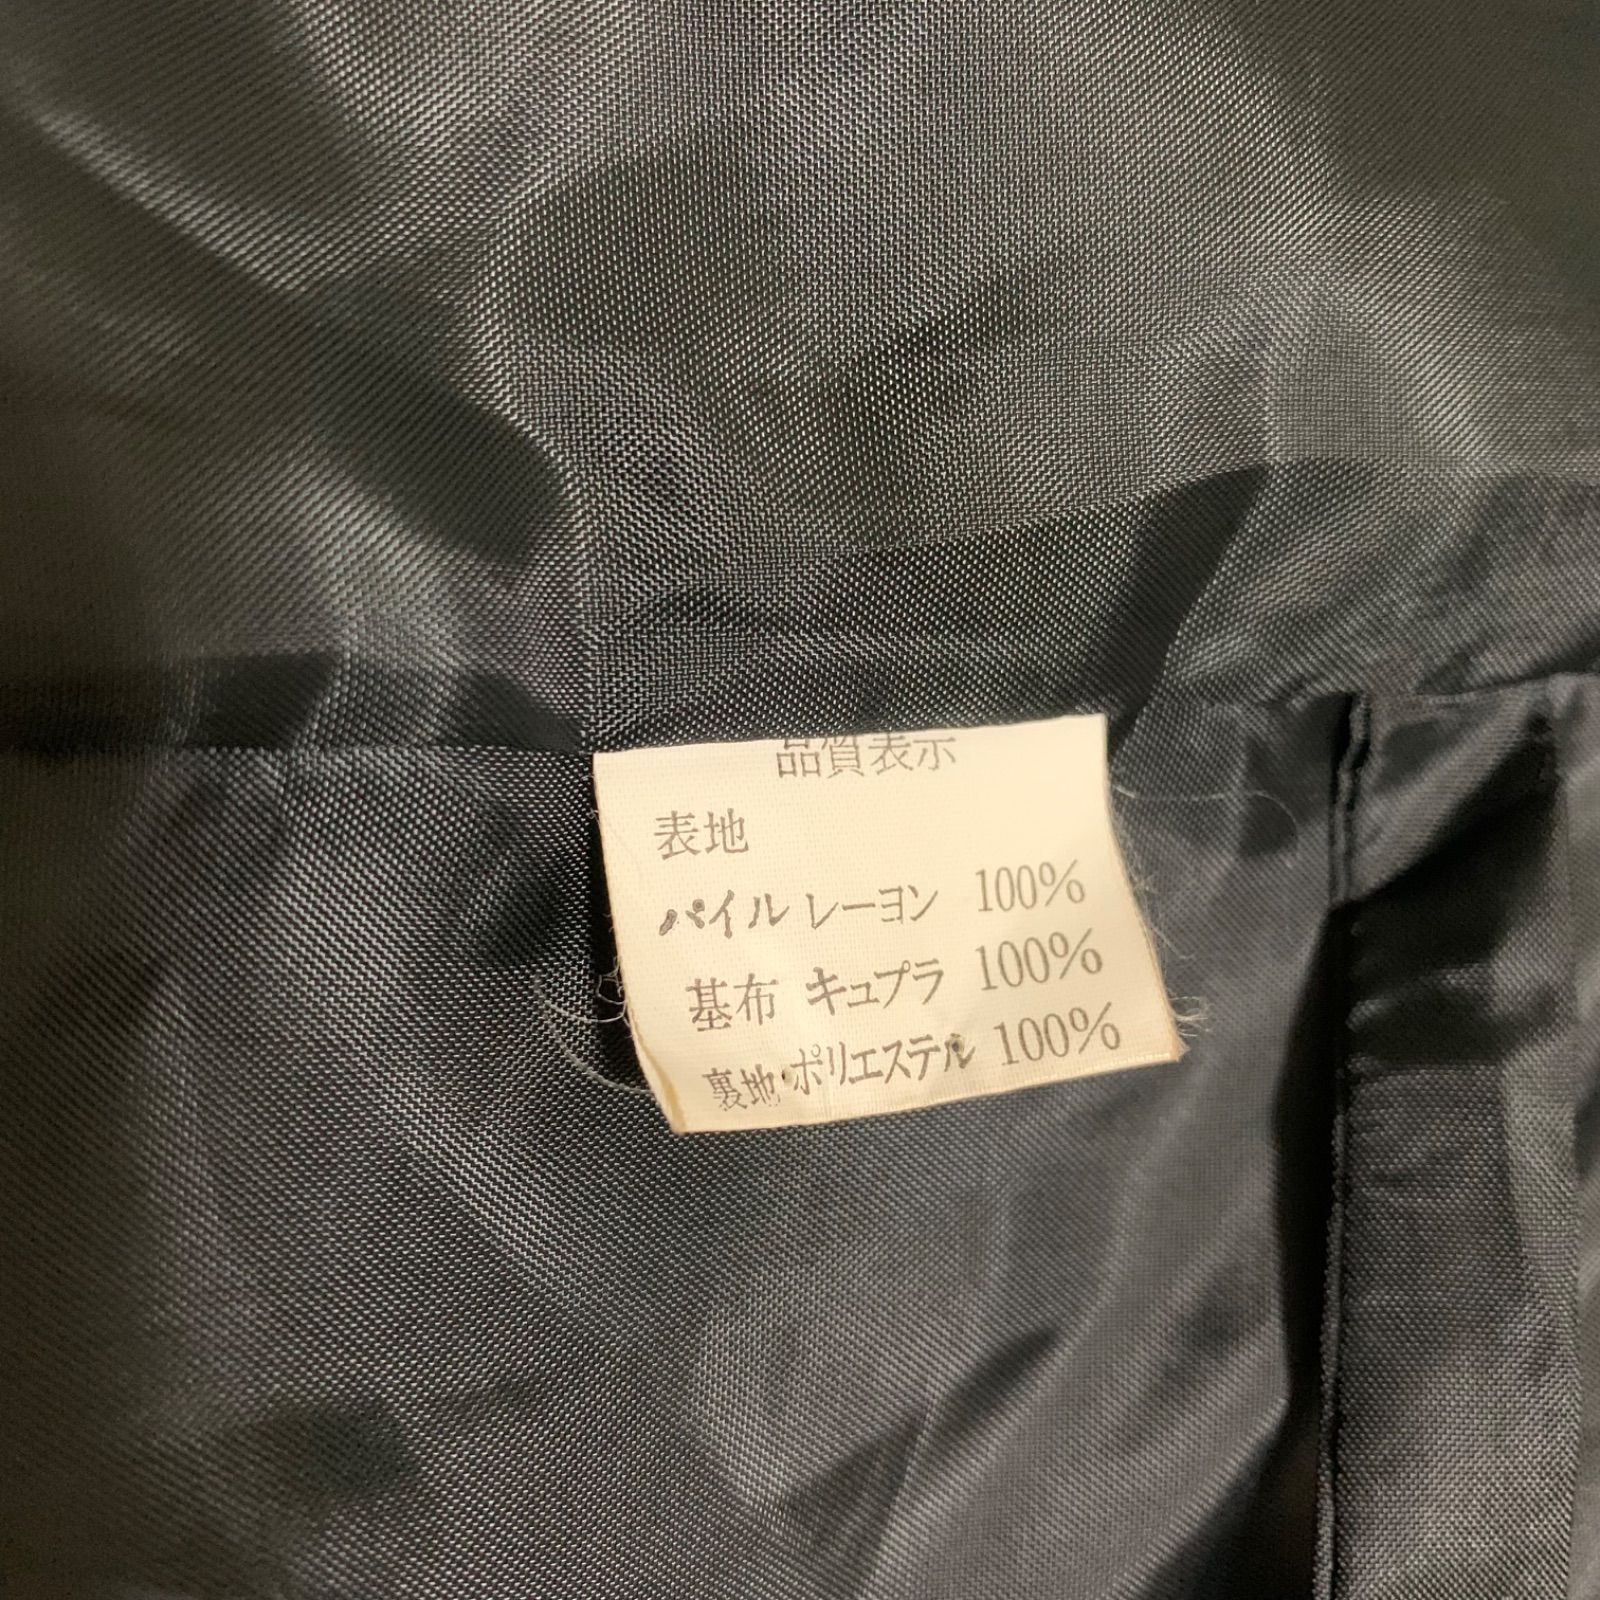 品質表示
表地
パイル レーヨン 100%
基布 キュプラ 100%
裏地・ポリエステル 100%